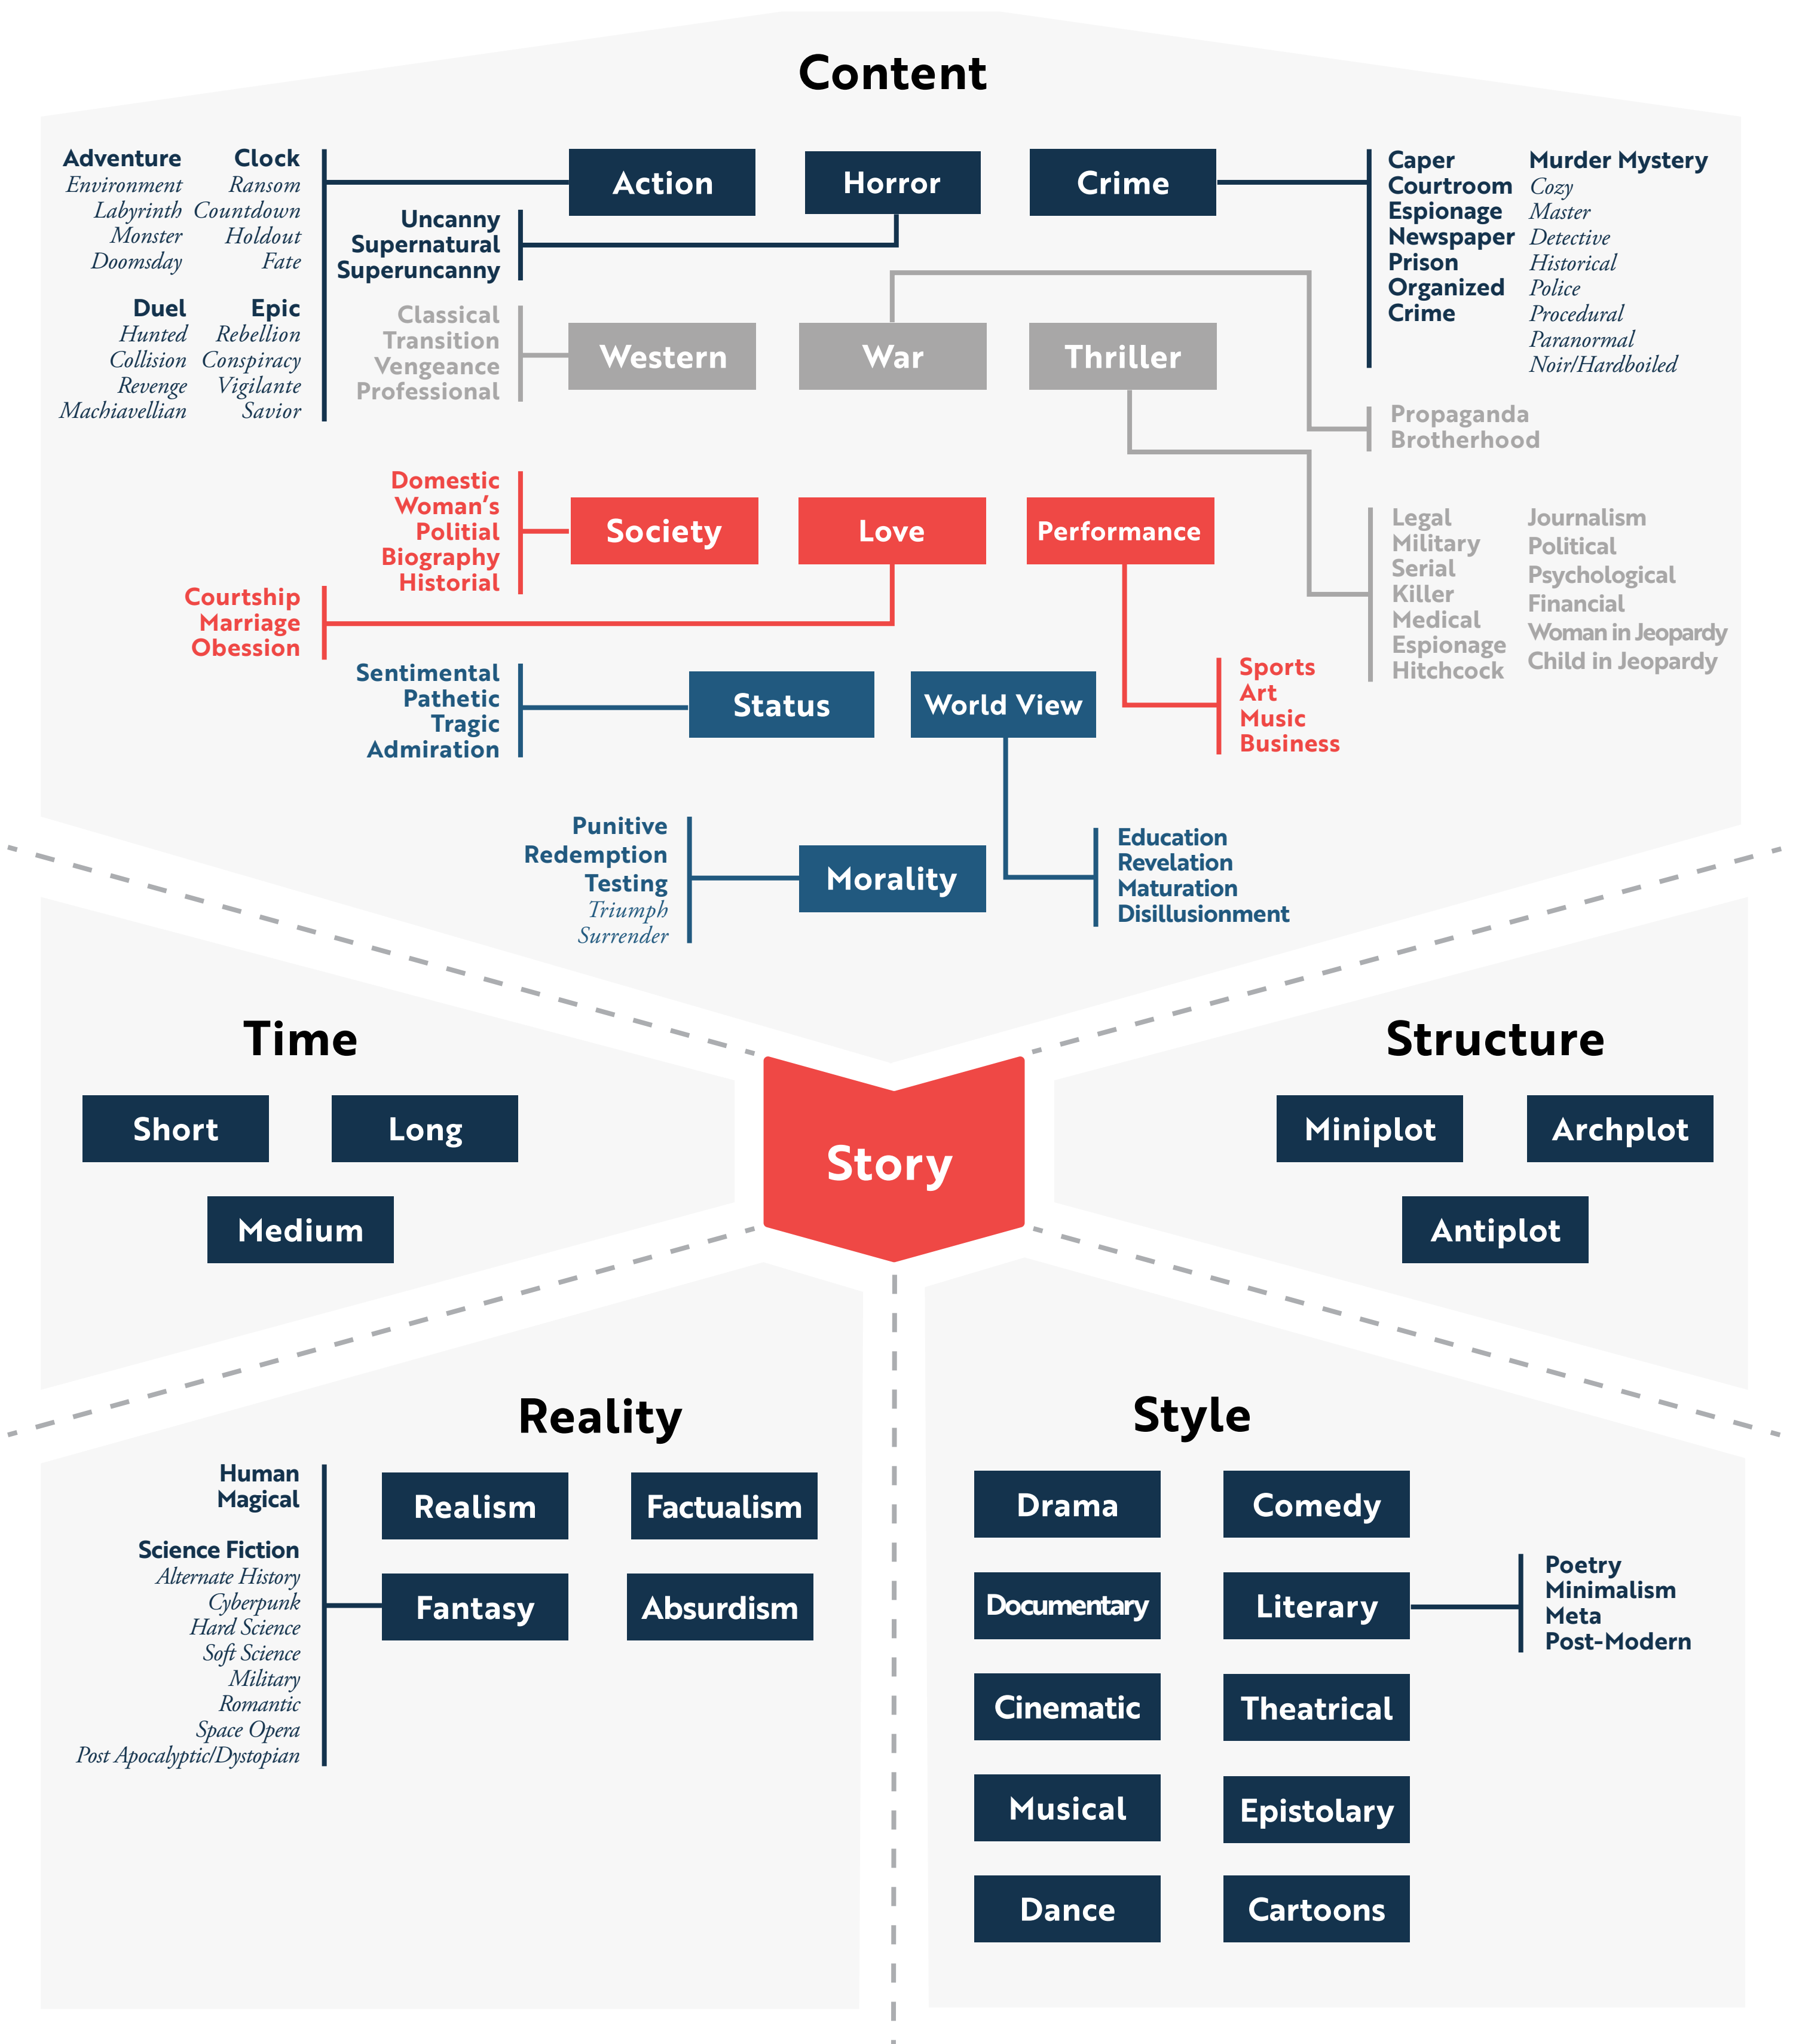 Content
Adventure
Environment
Labyrinth
Monster
Doomsday
Clock
Ransom
Countdown
Holdout
Fate
Duel
Hunted
Collision
Revenge
Machiavellian
Epic
Rebellion
Conspiracy
Vigilante
Savior
Action
Horror
Crime
Uncanny
Supernatural
Superuncanny
Caper
Courtroom
Espionage
Newspaper
Prison
Organized
Crime
Murder Mystery
Cozy
Master
Detective
Historical
Police
Procedural
Paranormal
Noir/Hardboiled
Classical
Transition
Vengeance
Professional
Western
War
Thriller
Propaganda
Brotherhood
Legal
Military
Serial
Killer
Medical
Espionage
Hitchcock
Journalism
Political
Psychological
Financial
Woman in Jeopardy
Child in Jeopardy
Domestic
Woman’s
Politial
Biography
Historial
Society
Love
Performance
Courtship
Marriage
Obession
Sports
Art
Music
Business
Sentimental
Pathetic
Tragic
Admiration
Status
World View
Punitive
Redemption
Testing
Triumph
Surrender
Morality
Education
Revelation
Maturation
Disillusionment
Time
Short
Long
Medium
Story
Structure
Miniplot
Archplot
Antiplot
Reality
Human
Magical
Science Fiction
Alternate History
Cyberpunk
Hard Science
Soft Science
Military
Romantic
Space Opera
Post Apocalyptic/Dystopian
Realism
Factualism
Fantasy
Absurdism
Style
Drama
Comedy
Documentary
Literary
Poetry
Minimalism
Meta
Post-Modern
Cinematic
Theatrical
Musical
Epistolary
Dance
Cartoons